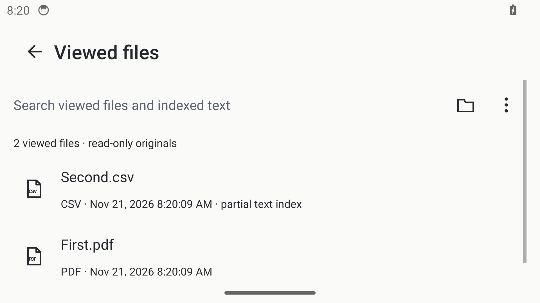 8:20
Viewed files
Search viewed files and indexed text
2 viewed files · read-only originals
Second.csv
CSV
CSV · Nov 21, 2026 8:20:09 AM · partial text index
First.pdf
PDF
PDF · Nov 21, 2026 8:20:09 AM